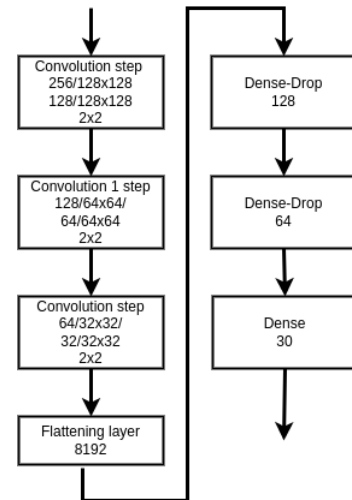 Convolution step
256/128x128
128/128x128
2x2
Convolution 1 step
128/64x64/
64/64x64
2x2
Convolution step
64/32x32/
32/32x32
2x2
Flattening layer
8192
Dense-Drop
128
Dense-Drop
64
Dense
30